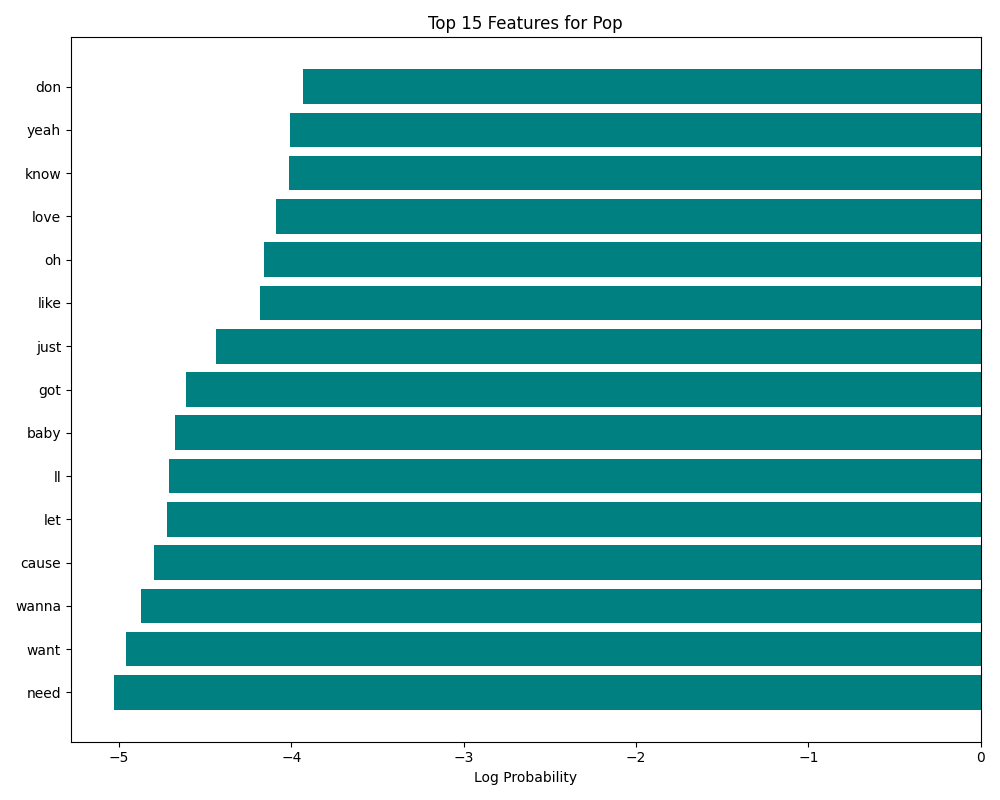 Top 15 Features for Pop
don
yeah
know
love
oh
like
just
got
baby
ll
let
cause
wanna
want
need
−5 −4 −3 −2 −1 0
Log Probability